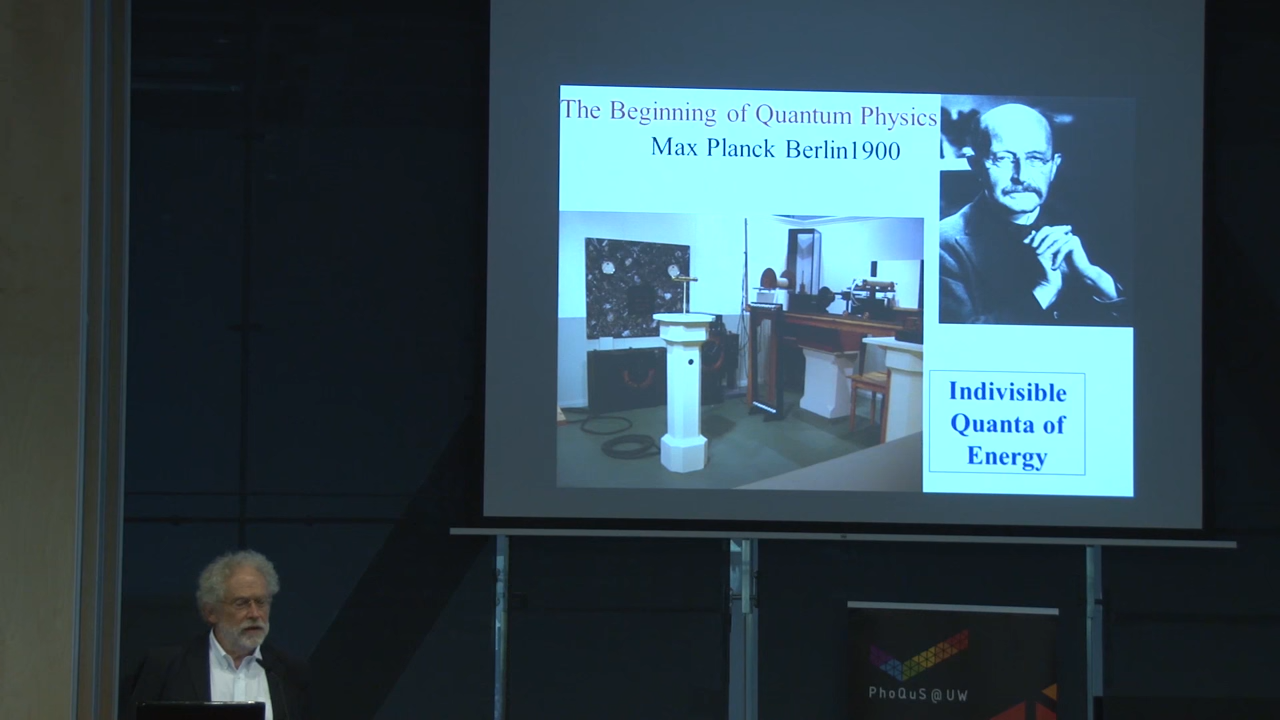 The Beginning of Quantum Physics
Max Planck Berlin1900
Indivisible
Quanta of
Energy
PhoQuS@UW